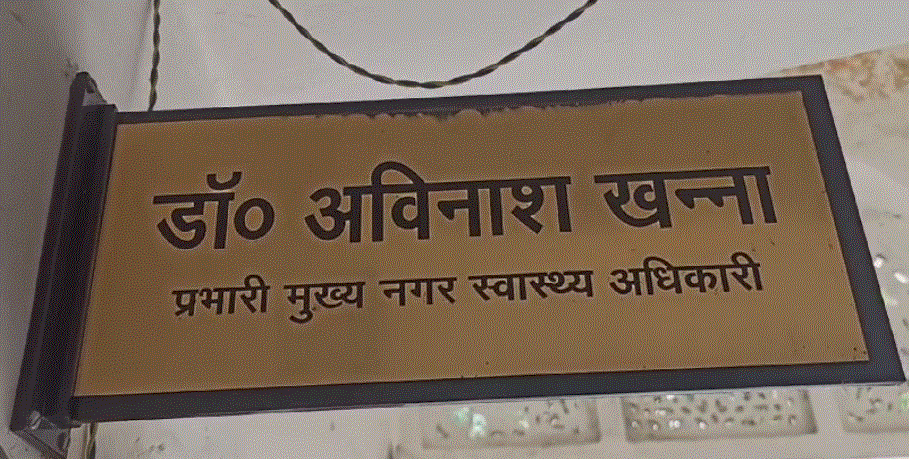 डॉ० अविनाश खन्ना
प्रभारी मुख्य नगर स्वास्थ्य अधिकारी